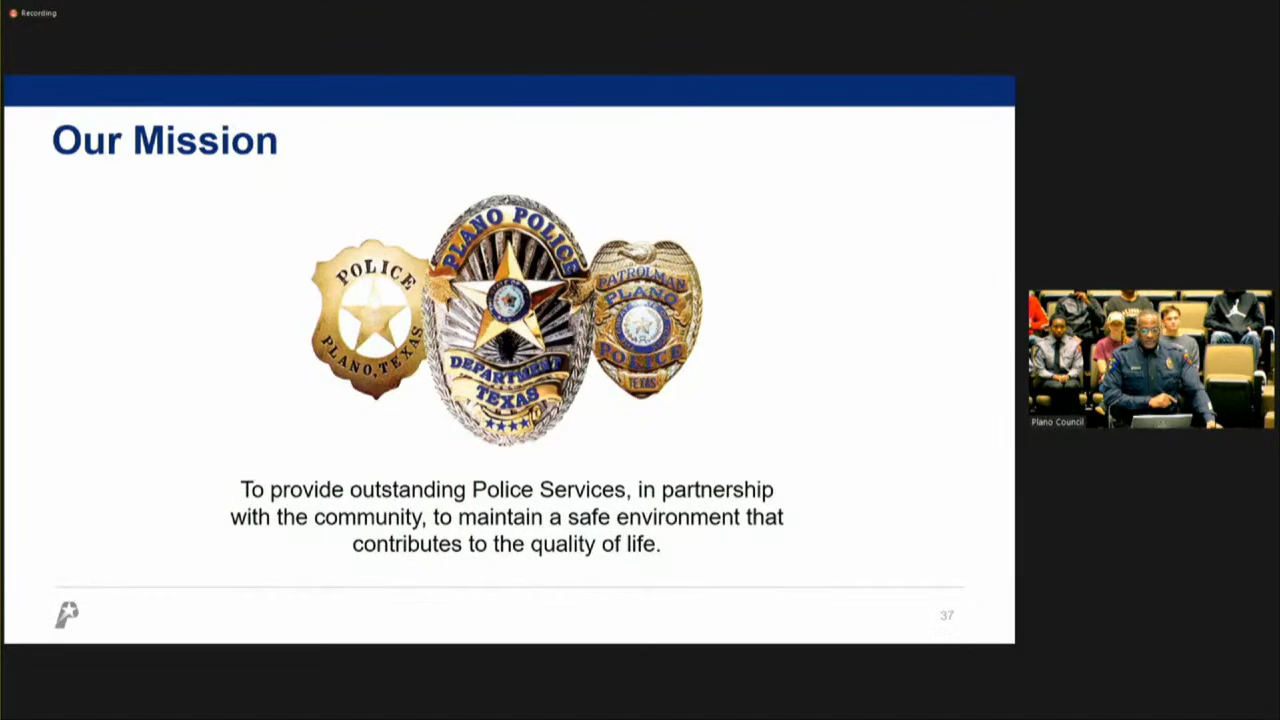 Recording
Our Mission
POLICE
PLANO, TEXAS
PLANO POLICE
DEPARTMENT
TEXAS
PATROLMAN
PLANO
POLICE
TEXAS
To provide outstanding Police Services, in partnership
with the community, to maintain a safe environment that
contributes to the quality of life.
37
Plano Council